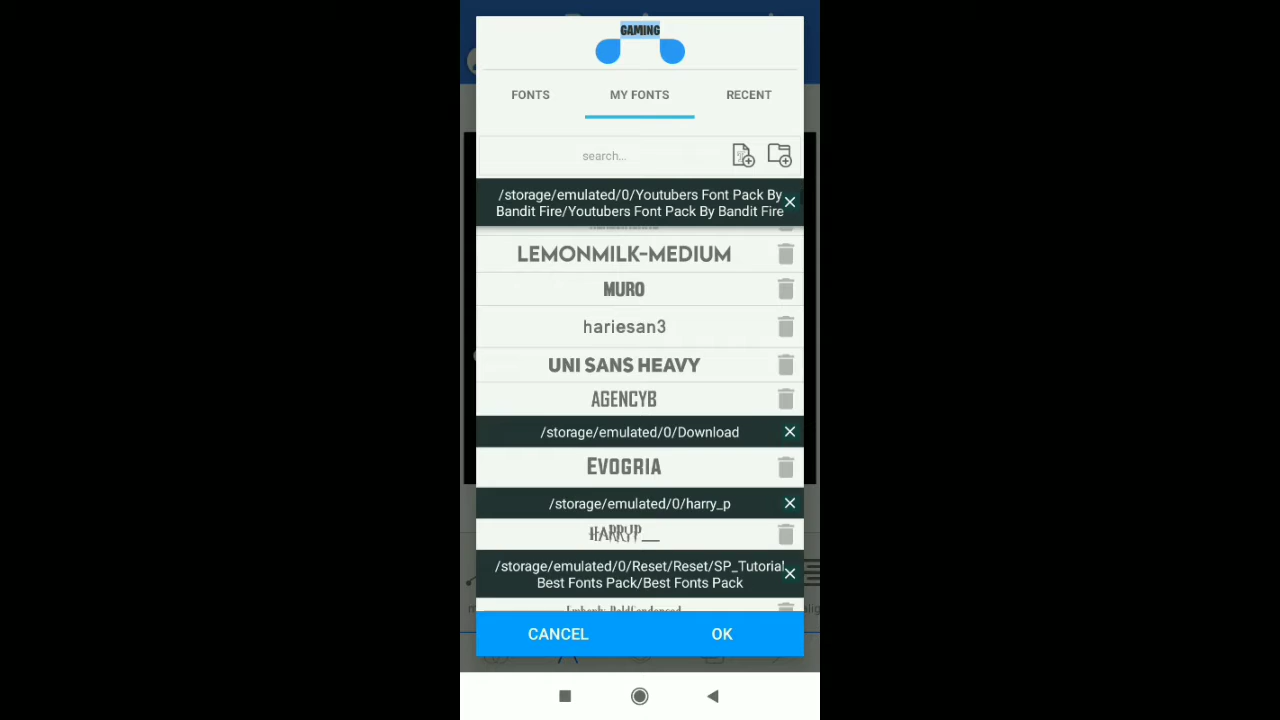 GAMING
FONTS
MY FONTS
RECENT
search...
/storage/emulated/0/Youtubers Font Pack By
Bandit Fire/Youtubers Font Pack By Bandit Fire
LEMONMILK-MEDIUM
MURO
hariesan3
UNI SANS HEAVY
AGENCYB
/storage/emulated/0/Download
EVOGRIA
/storage/emulated/0/harry_p
HARRYP__
/storage/emulated/0/Reset/Reset/SP_Tutorial
Best Fonts Pack/Best Fonts Pack
CANCEL
OK